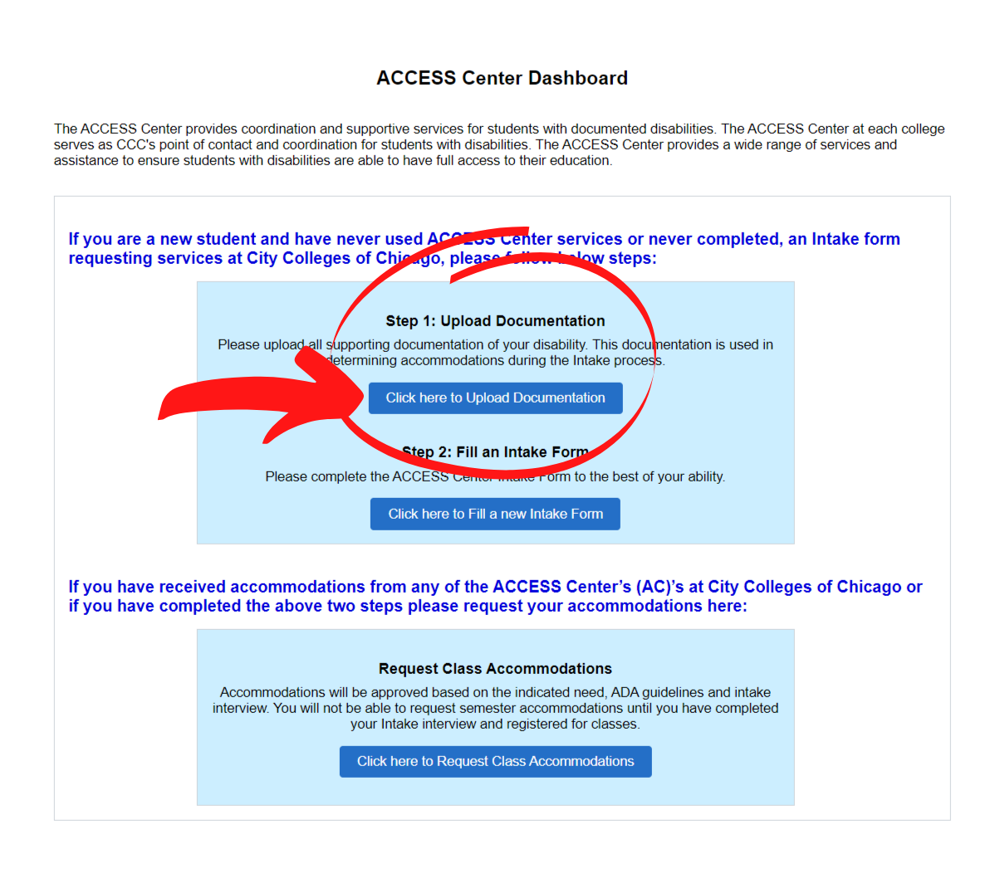 ACCESS Center Dashboard
The ACCESS Center provides coordination and supportive services for students with documented disabilities. The ACCESS Center at each college
serves as CCC's point of contact and coordination for students with disabilities. The ACCESS Center provides a wide range of services and
assistance to ensure students with disabilities are able to have full access to their education.
If you are a new student and have never used ACCESS Center services or never completed, an Intake form
requesting services at City Colleges of Chicago, please follow below steps:
Step 1: Upload Documentation
Please upload all supporting documentation of your disability. This documentation is used in
determining accommodations during the Intake process.
Click here to Upload Documentation
Step 2: Fill an Intake Form
Please complete the ACCESS Center Intake Form to the best of your ability.
Click here to Fill a new Intake Form
If you have received accommodations from any of the ACCESS Center’s (AC)’s at City Colleges of Chicago or
if you have completed the above two steps please request your accommodations here:
Request Class Accommodations
Accommodations will be approved based on the indicated need, ADA guidelines and intake
interview. You will not be able to request semester accommodations until you have completed
your Intake interview and registered for classes.
Click here to Request Class Accommodations